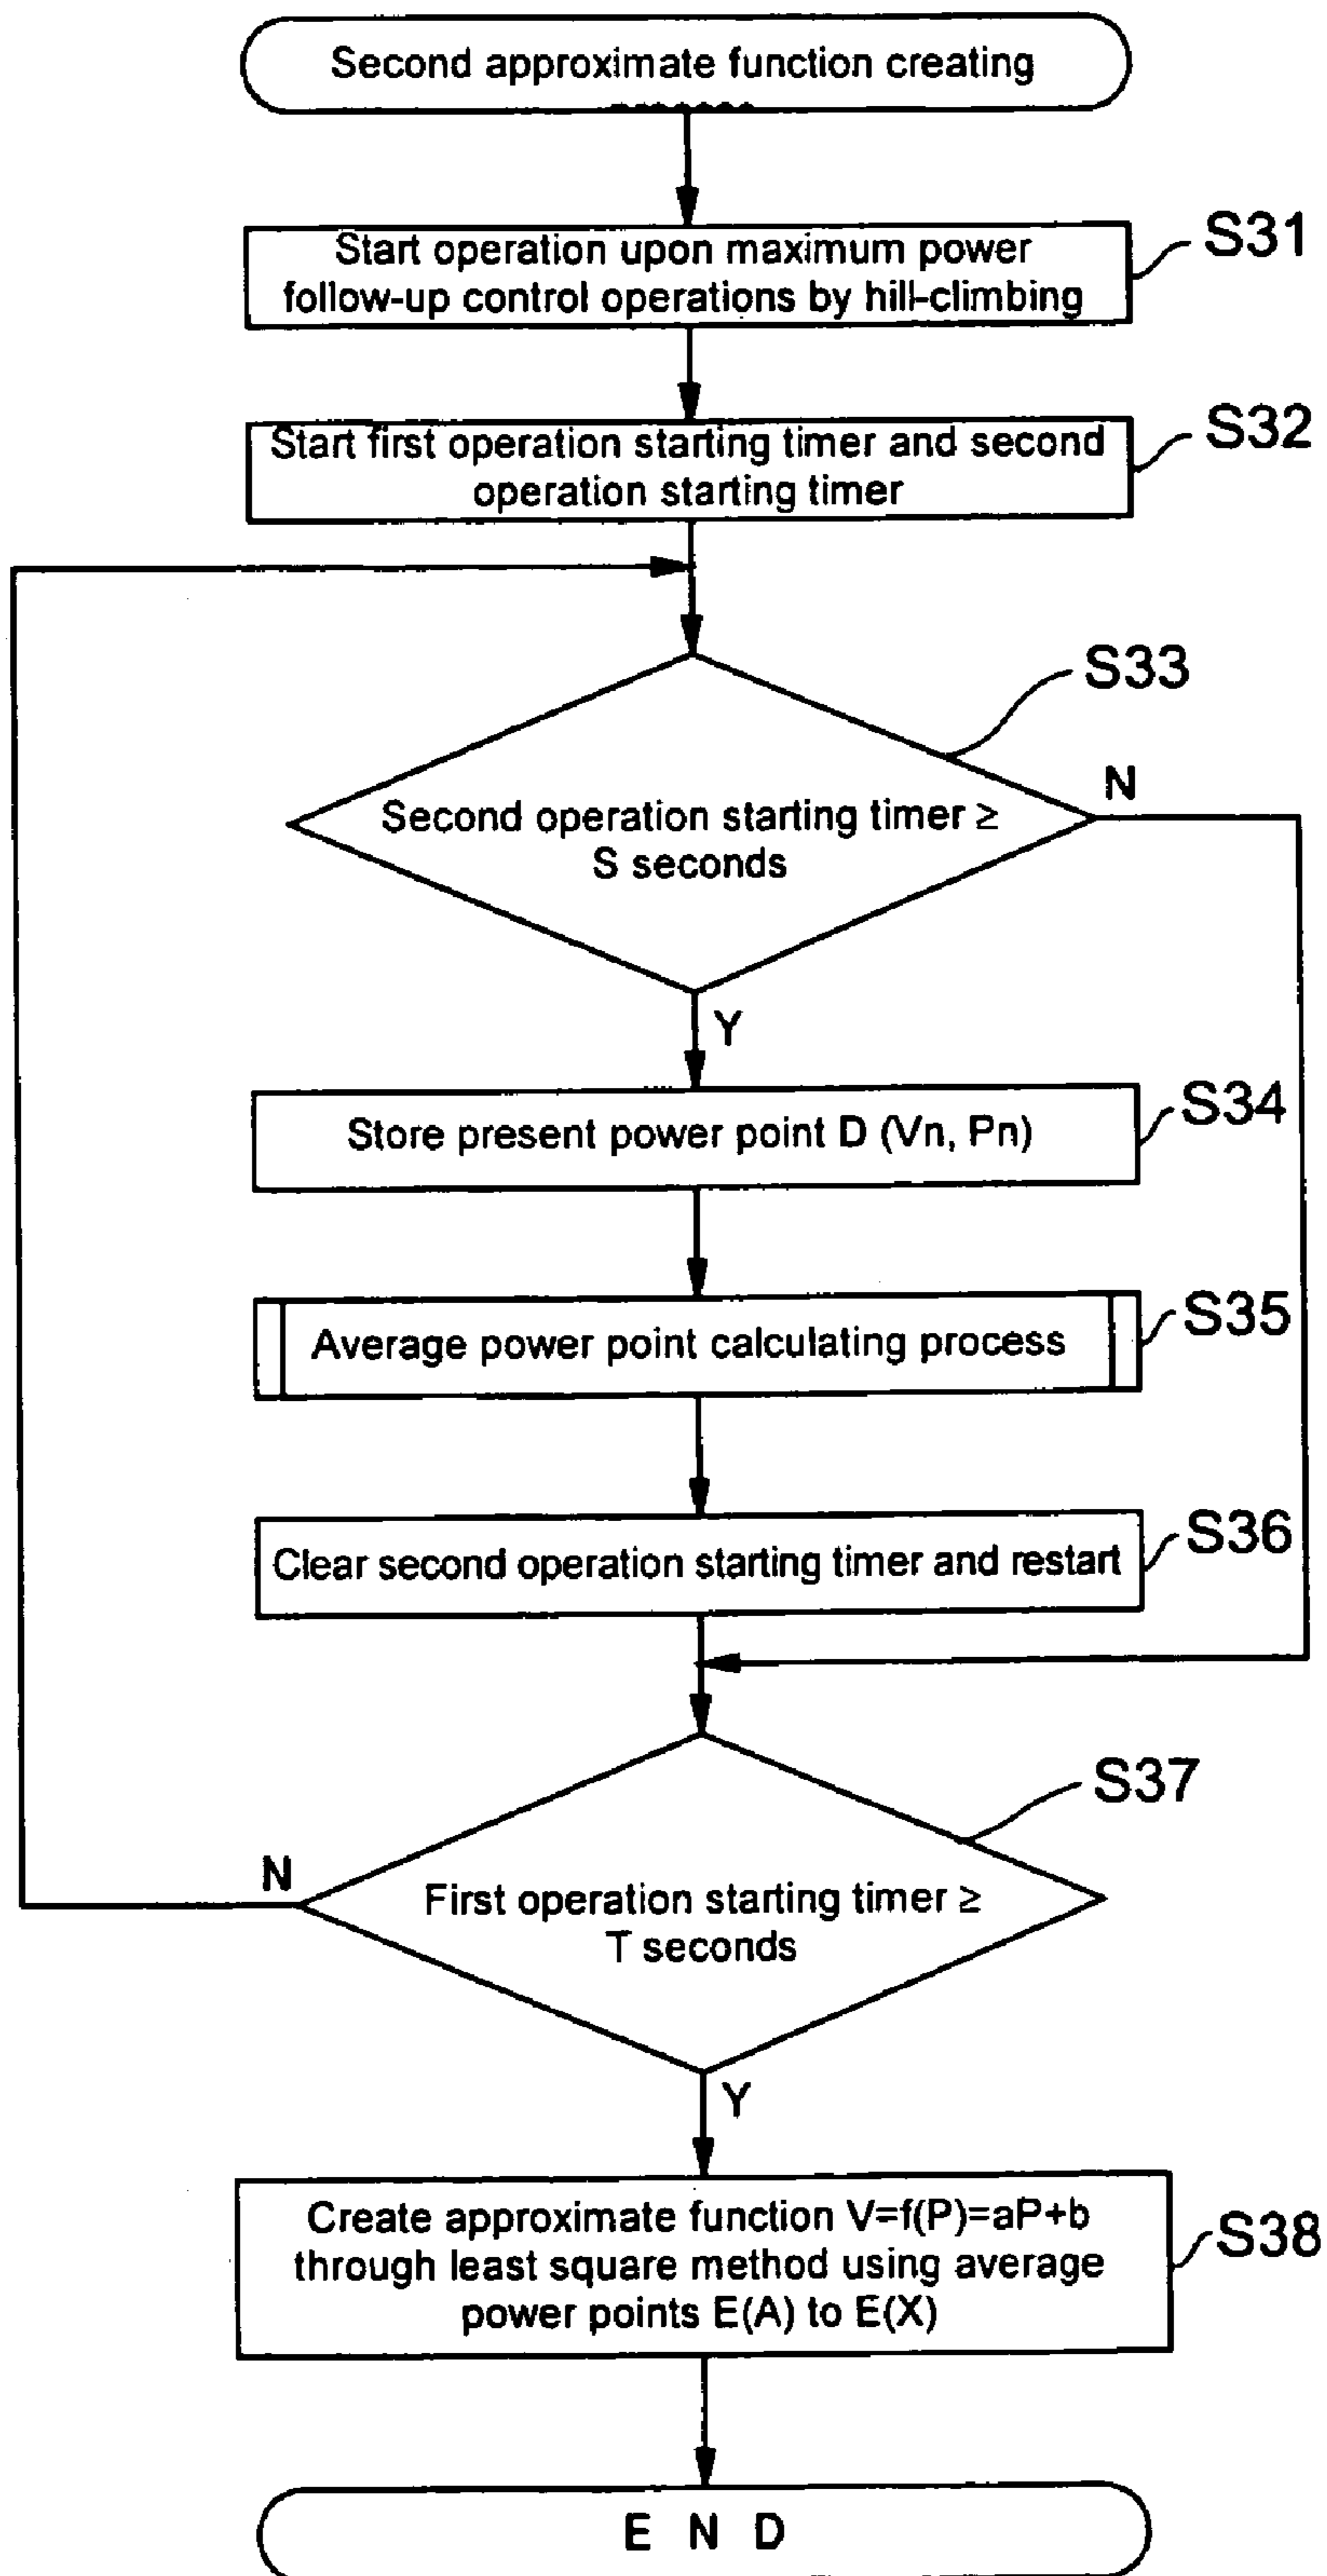 Second approximate function creating
S31
Start operation upon maximum power
follow-up control operations by hill-climbing
S32
Start first operation starting timer and second
operation starting timer
S33
N
Second operation starting timer ≥
S seconds
Y
S34
Store present power point D (Vn, Pn)
S35
Average power point calculating process
S36
Clear second operation starting timer and restart
S37
N
First operation starting timer ≥
T seconds
Y
S38
Create approximate function V=f(P)=aP+b
through least square method using average
power points E(A) to E(X)
E N D